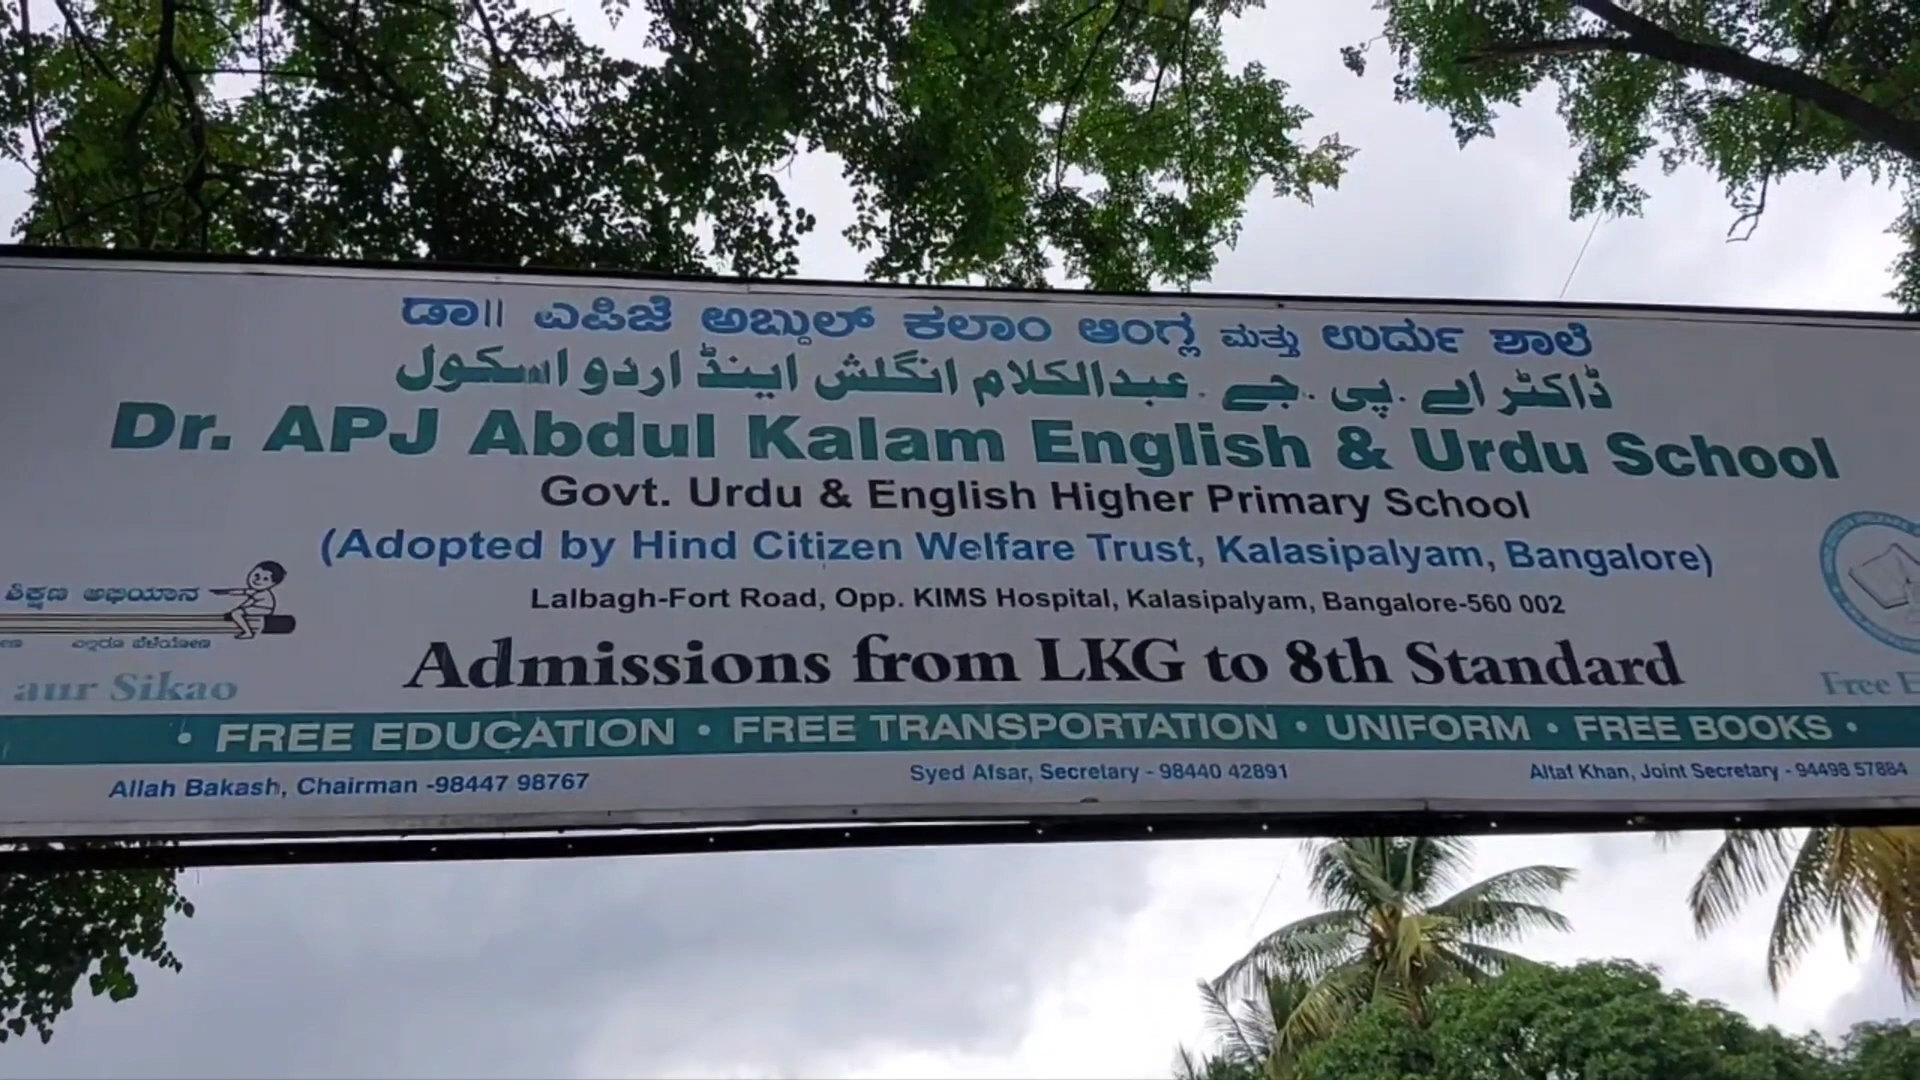 ಡಾ॥ ಎಪಿಜೆ ಅಬ್ದುಲ್ ಕಲಾಂ ಆಂಗ್ಲ ಮತ್ತು ಉರ್ದು ಶಾಲೆ
ڈاکٹر اے. پی. جے. عبدالکلام انگلش اینڈ اردو اسکول
Dr. APJ Abdul Kalam English & Urdu School
Govt. Urdu & English Higher Primary School
(Adopted by Hind Citizen Welfare Trust, Kalasipalyam, Bangalore)
ಶಿಕ್ಷಣ ಅಭಿಯಾನ
Lalbagh-Fort Road, Opp. KIMS Hospital, Kalasipalyam, Bangalore-560 002
ಎಲ್ಲರೂ ಬೆಳೆಯೋಣ
aur Sikao
Admissions from LKG to 8th Standard
Free
• FREE EDUCATION • FREE TRANSPORTATION • UNIFORM • FREE BOOKS •
Allah Bakash, Chairman -98447 98767
Syed Afsar, Secretary - 98440 42891
Altaf Khan, Joint Secretary - 94498 57884